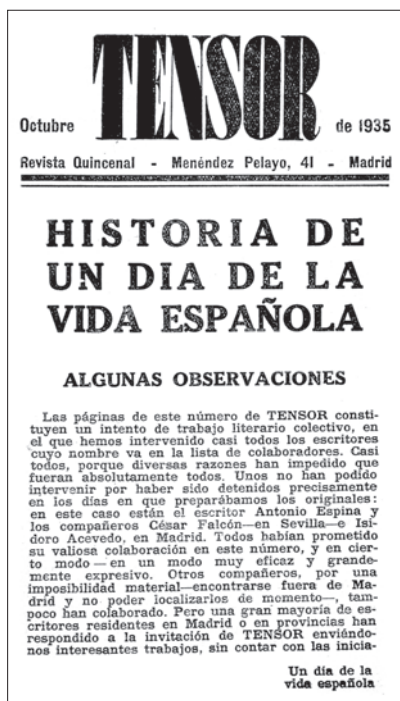 TENSOR
Octubre de 1935
Revista Quincenal - Menéndez Pelayo, 41 - Madrid
HISTORIA DE
UN DIA DE LA
VIDA ESPAÑOLA
ALGUNAS OBSERVACIONES
Las páginas de este número de TENSOR consti-
tuyen un intento de trabajo literario colectivo, en
el que hemos intervenido casi todos los escritores
cuyo nombre va en la lista de colaboradores. Casi
todos, porque diversas razones han impedido que
fueran absolutamente todos. Unos no han podido
intervenir por haber sido detenidos precisamente
en los días en que preparábamos los originales:
en este caso están el escritor Antonio Espina y
los compañeros César Falcón—en Sevilla—e Isi-
doro Acevedo, en Madrid. Todos habían prometido
su valiosa colaboración en este número, y en cier-
to modo—en un modo muy eficaz y grande-
mente expresivo. Otros compañeros, por una
imposibilidad material—encontrarse fuera de Ma-
drid y no poder localizarlos de momento—, tam-
poco han colaborado. Pero una gran mayoría de es-
critores residentes en Madrid o en provincias han
respondido a la invitación de TENSOR enviándo-
nos interesantes trabajos, sin contar con las inicia-
Un día de la
vida española